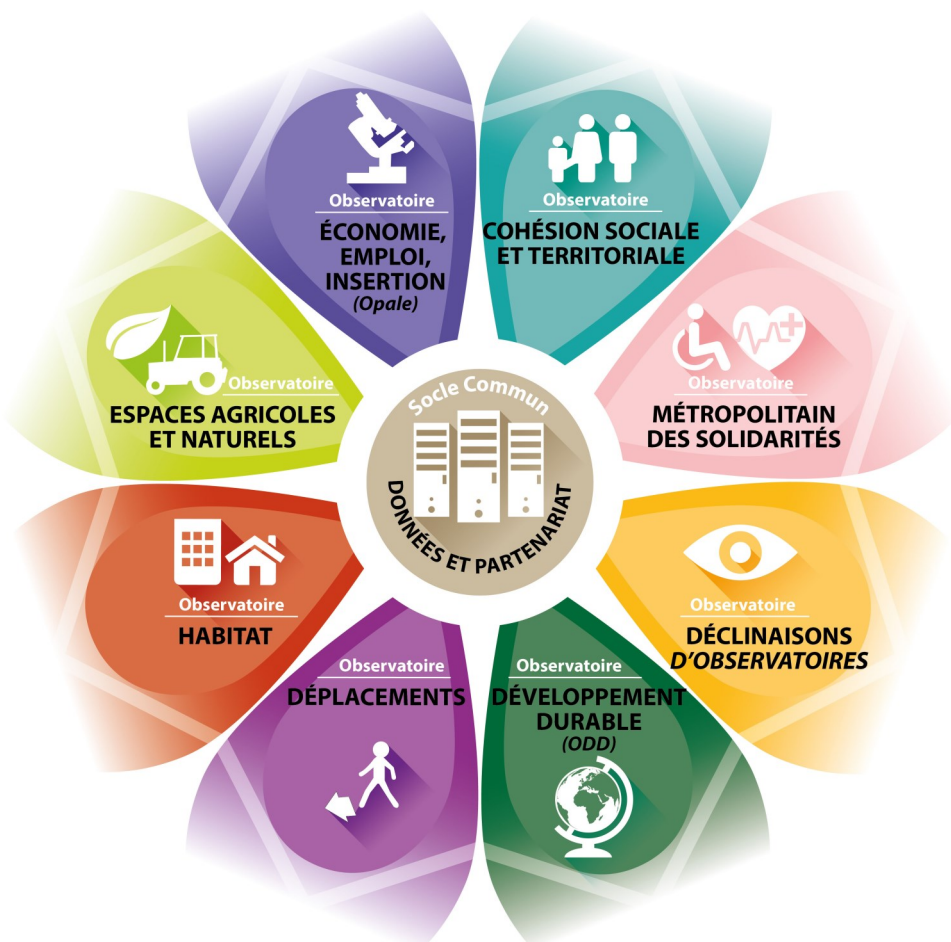 Observatoire
ÉCONOMIE,
EMPLOI,
INSERTION
(Opale)
Observatoire
COHÉSION SOCIALE
ET TERRITORIALE
Observatoire
ESPACES AGRICOLES
ET NATURELS
Observatoire
MÉTROPOLITAIN
DES SOLIDARITÉS
Socle Commun
DONNÉES ET PARTENARIAT
Observatoire
HABITAT
Observatoire
DÉCLINAISONS
D'OBSERVATOIRES
Observatoire
DÉPLACEMENTS
Observatoire
DÉVELOPPEMENT
DURABLE
(ODD)